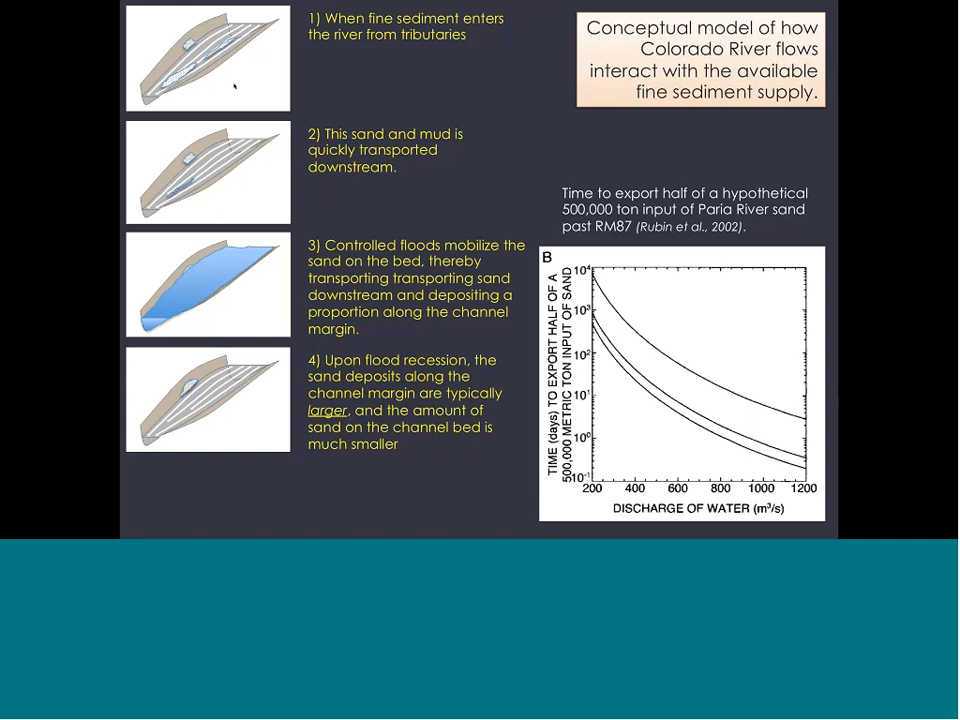 1) When fine sediment enters
the river from tributaries
Conceptual model of how
Colorado River flows
interact with the available
fine sediment supply.
2) This sand and mud is
quickly transported
downstream.
3) Controlled floods mobilize the
sand on the bed, thereby
transporting transporting sand
downstream and depositing a
proportion along the channel
margin.
4) Upon flood recession, the
sand deposits along the
channel margin are typically
larger, and the amount of
sand on the channel bed is
much smaller
Time to export half of a hypothetical
500,000 ton input of Paria River sand
past RM87 (Rubin et al., 2002).
B
TIME (days) TO EXPORT HALF OF A
500,000 METRIC TON INPUT OF SAND
10⁴
10³
10²
10¹
10⁰
10⁻¹
200 400 600 800 1000 1200
DISCHARGE OF WATER (m³/s)